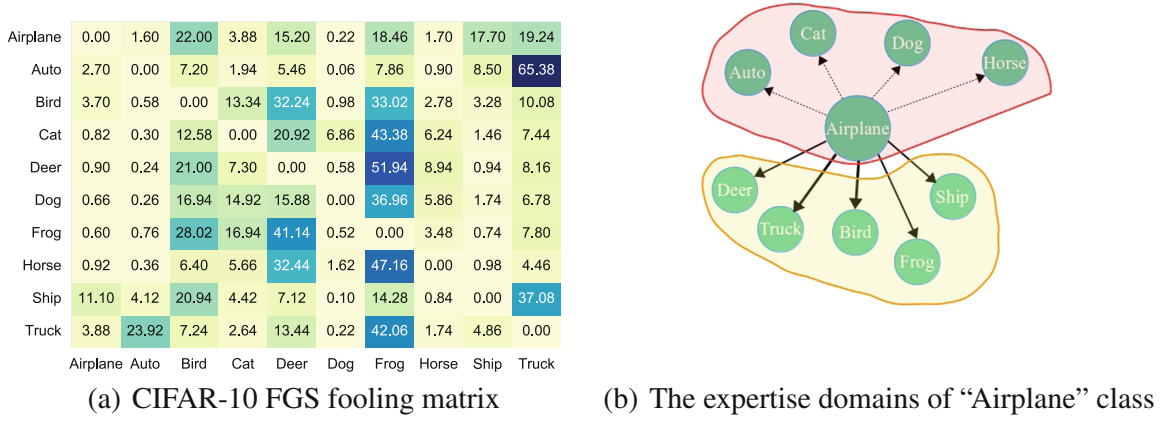 Airplane 0.00 1.60 22.00 3.88 15.20 0.22 18.46 1.70 17.70 19.24
Auto 2.70 0.00 7.20 1.94 5.46 0.06 7.86 0.90 8.50 65.38
Bird 3.70 0.58 0.00 13.34 32.24 0.98 33.02 2.78 3.28 10.08
Cat 0.82 0.30 12.58 0.00 20.92 6.86 43.38 6.24 1.46 7.44
Deer 0.90 0.24 21.00 7.30 0.00 0.58 51.94 8.94 0.94 8.16
Dog 0.66 0.26 16.94 14.92 15.88 0.00 36.96 5.86 1.74 6.78
Frog 0.60 0.76 28.02 16.94 41.14 0.52 0.00 3.48 0.74 7.80
Horse 0.92 0.36 6.40 5.66 32.44 1.62 47.16 0.00 0.98 4.46
Ship 11.10 4.12 20.94 4.42 7.12 0.10 14.28 0.84 0.00 37.08
Truck 3.88 23.92 7.24 2.64 13.44 0.22 42.06 1.74 4.86 0.00
Airplane Auto Bird Cat Deer Dog Frog Horse Ship Truck
(a) CIFAR-10 FGS fooling matrix
Cat
Dog
Horse
Auto
Airplane
Deer
Ship
Truck
Bird
Frog
(b) The expertise domains of “Airplane” class